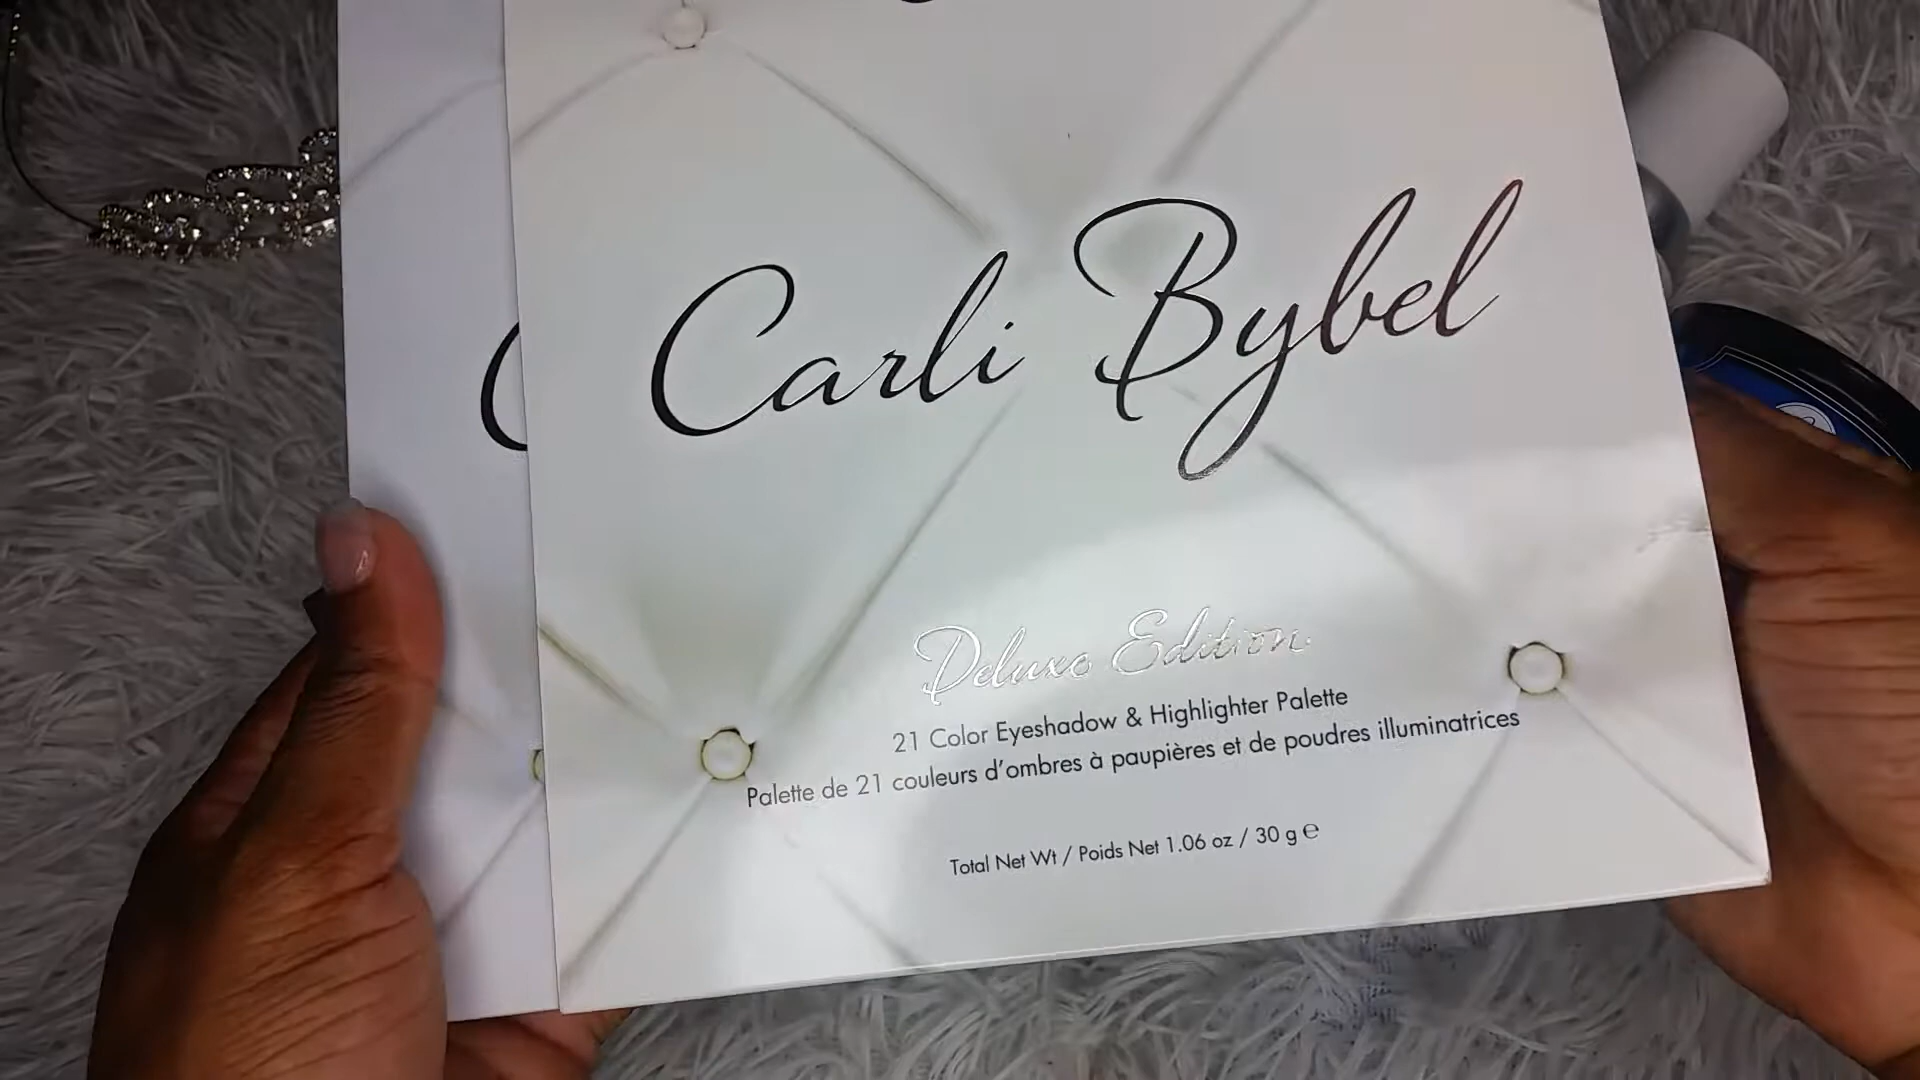 Carli Bybel
Deluxe Edition
21 Color Eyeshadow & Highlighter Palette
Palette de 21 couleurs d'ombres à paupières et de poudres illuminatrices
Total Net Wt / Poids Net 1.06 oz / 30 g ℮